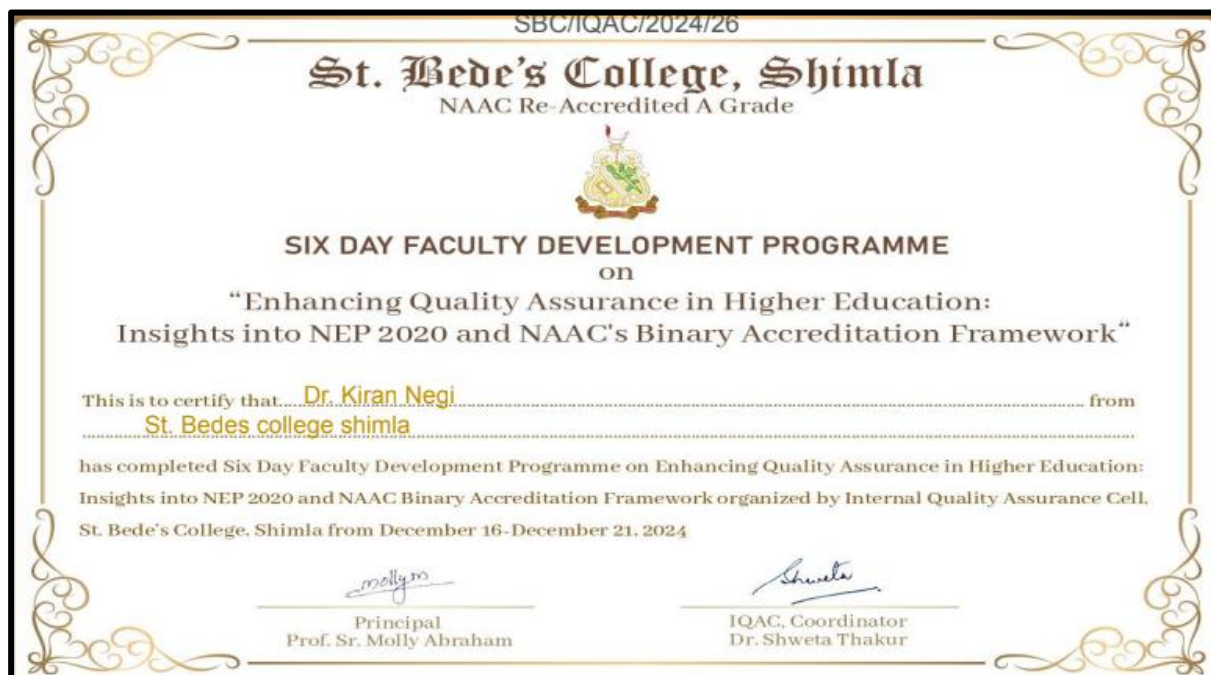 SBC/IQAC/2024/26
St. Bede's College, Shimla
NAAC Re-Accredited A Grade
SIX DAY FACULTY DEVELOPMENT PROGRAMME
on
“Enhancing Quality Assurance in Higher Education:
Insights into NEP 2020 and NAAC's Binary Accreditation Framework“
This is to certify that Dr. Kiran Negi from
St. Bedes college shimla
has completed Six Day Faculty Development Programme on Enhancing Quality Assurance in Higher Education:
Insights into NEP 2020 and NAAC Binary Accreditation Framework organized by Internal Quality Assurance Cell,
St. Bede's College, Shimla from December 16-December 21, 2024
mollym Shweta
Principal IQAC, Coordinator
Prof. Sr. Molly Abraham Dr. Shweta Thakur